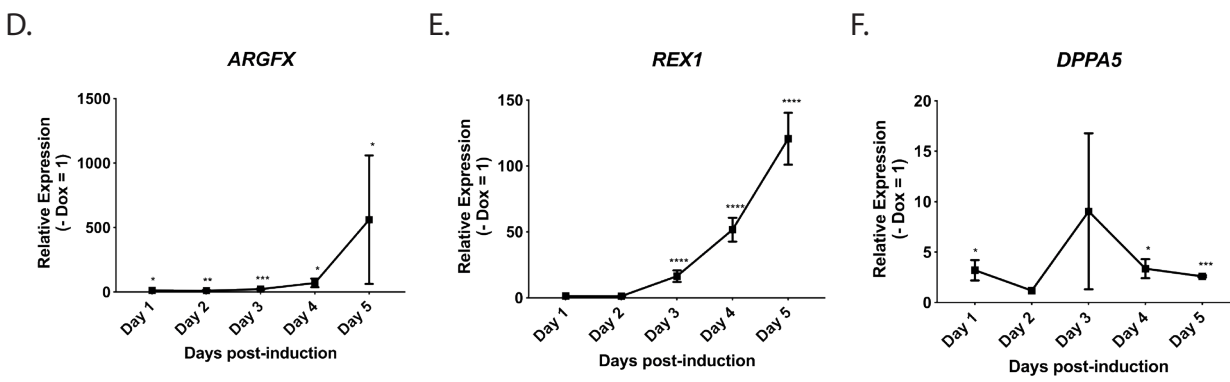 D.
ARGFX
Relative Expression
(- Dox = 1)
1500
1000
500
0
*
**
***
*
*
Day 1
Day 2
Day 3
Day 4
Day 5
Days post-induction
E.
REX1
Relative Expression
(- Dox = 1)
150
100
50
0
****
****
****
Day 1
Day 2
Day 3
Day 4
Day 5
Days post-induction
F.
DPPA5
Relative Expression
(- Dox = 1)
20
15
10
5
0
*
*
***
Day 1
Day 2
Day 3
Day 4
Day 5
Days post-induction